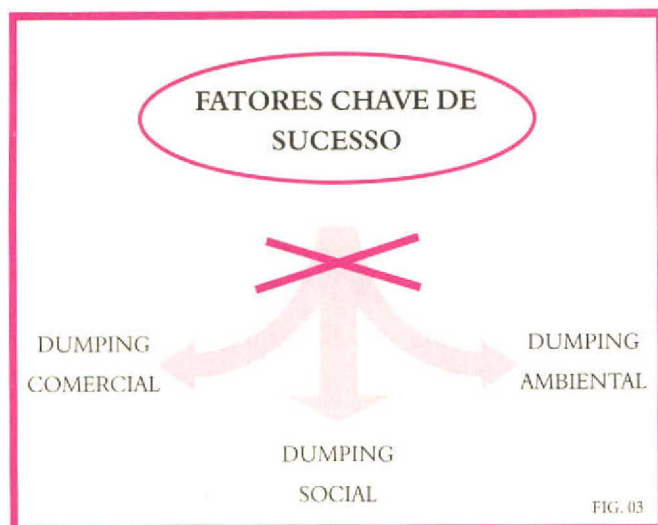 FATORES CHAVE DE
SUCESSO
DUMPING
COMERCIAL
DUMPING
AMBIENTAL
DUMPING
SOCIAL
FIG. 03